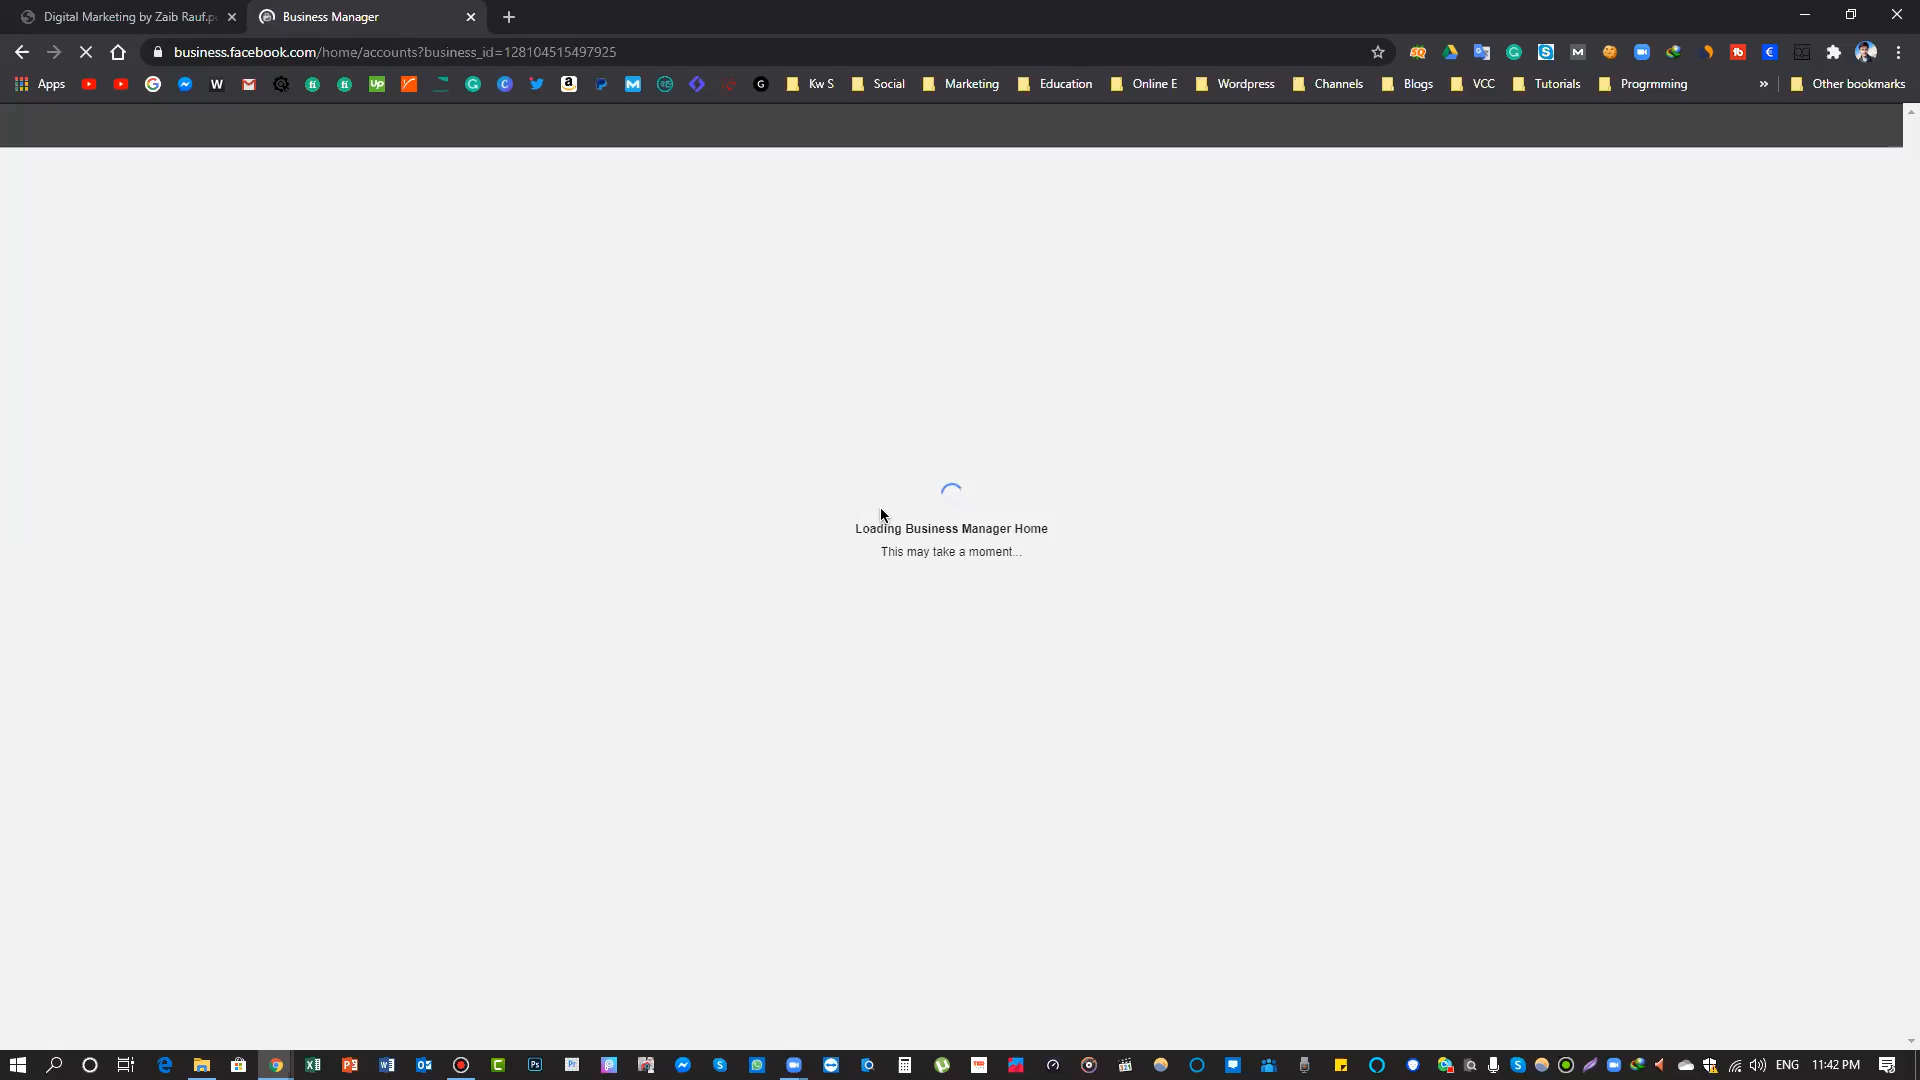 Digital Marketing by Zaib Rauf.p
Business Manager
business.facebook.com/home/accounts?business_id=128104515497925
Apps
Kw S
Social
Marketing
Education
Online E
Wordpress
Channels
Blogs
VCC
Tutorials
Progrmming
Other bookmarks
Loading Business Manager Home
This may take a moment...
ENG
11:42 PM